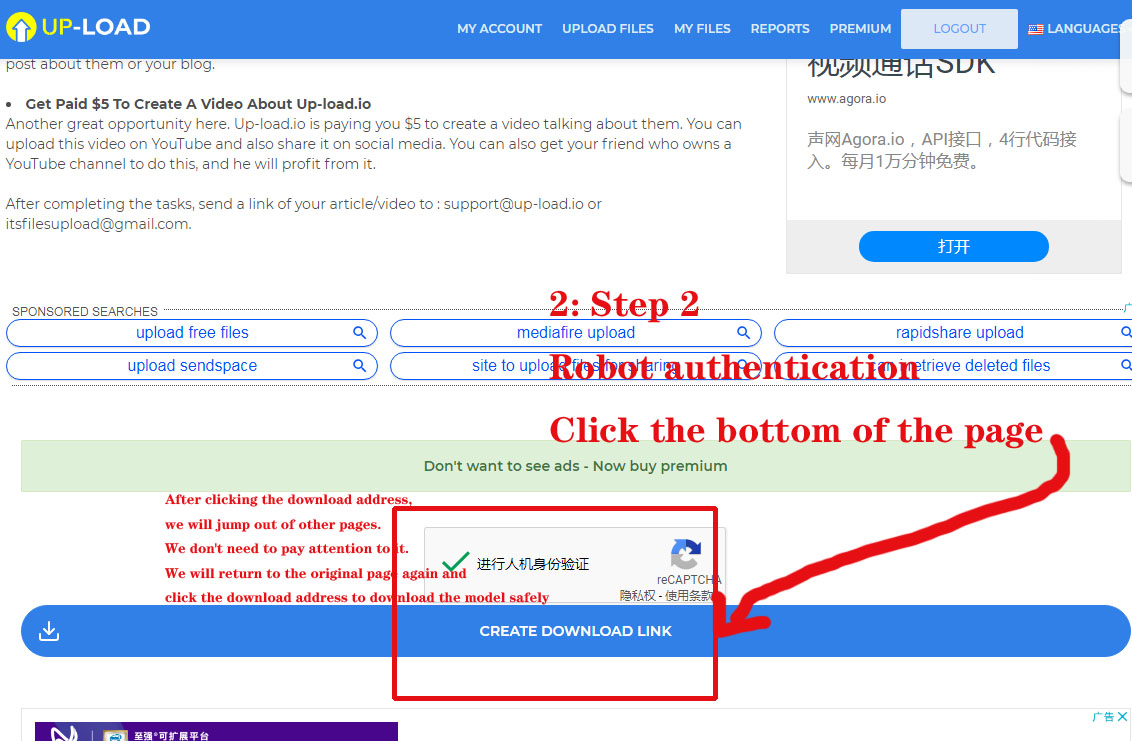 UP-LOAD
MY ACCOUNT UPLOAD FILES MY FILES REPORTS PREMIUM LOGOUT LANGUAGES
post about them or your blog.
视频通话SDK
www.agora.io
声网Agora.io，API接口，4行代码接
入。每月1万分钟免费。
打开
Get Paid $5 To Create A Video About Up-load.io
Another great opportunity here. Up-load.io is paying you $5 to create a video talking about them. You can
upload this video on YouTube and also share it on social media. You can also get your friend who owns a
YouTube channel to do this, and he will profit from it.
After completing the tasks, send a link of your article/video to : support@up-load.io or
itsfilesupload@gmail.com.
2: Step 2
SPONSORED SEARCHES
upload free files mediafire upload rapidshare upload
upload sendspace site to upload files for sharing can i retrieve deleted files
Robot authentication
Click the bottom of the page
Don't want to see ads - Now buy premium
After clicking the download address,
we will jump out of other pages.
We don't need to pay attention to it.
We will return to the original page again and
click the download address to download the model safely
进行人机身份验证
reCAPTCHA
隐私权 - 使用条款
CREATE DOWNLOAD LINK
广告
至强®可扩展平台